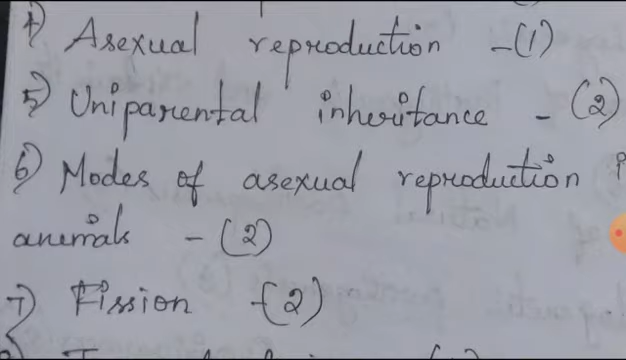 4) Asexual reproduction - (1)
5) Uniparental inheritance - (2)
6) Modes of asexual reproduction
animals - (2)
7) Fission - (2)